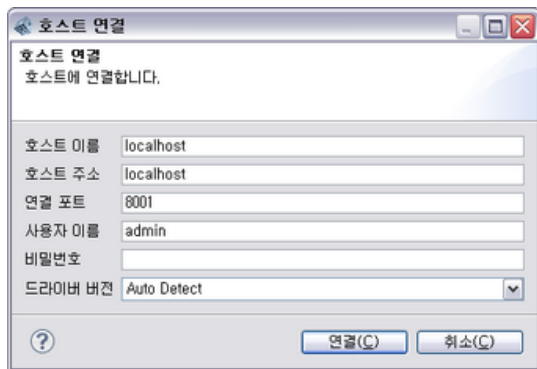 호스트 연결
호스트 연결
호스트에 연결합니다.
호스트 이름 localhost
호스트 주소 localhost
연결 포트 8001
사용자 이름 admin
비밀번호
드라이버 버전 Auto Detect
? 연결(C) 취소(C)